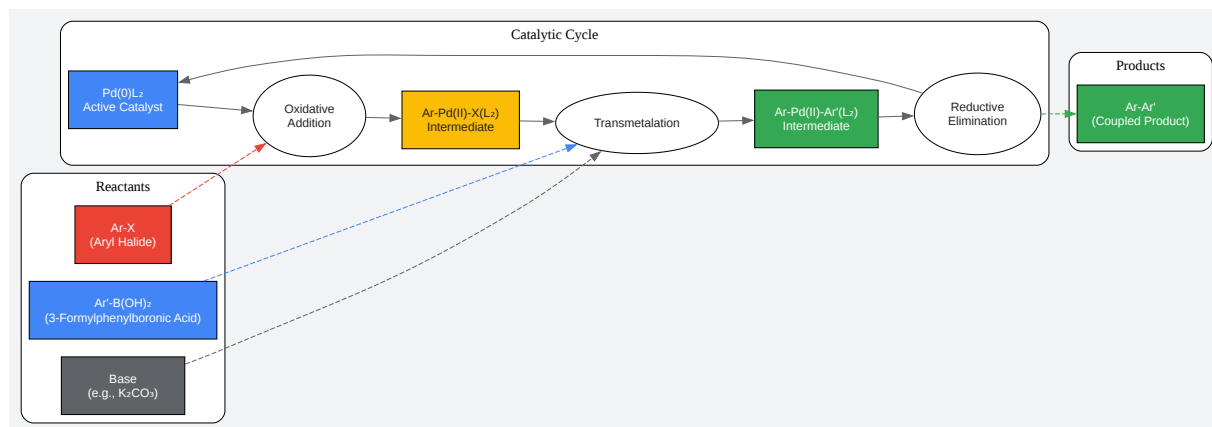 Catalytic Cycle
Pd(0)L₂
Active Catalyst
Oxidative
Addition
Ar-Pd(II)-X(L₂)
Intermediate
Transmetalation
Ar-Pd(II)-Ar'(L₂)
Intermediate
Reductive
Elimination
Products
Ar-Ar'
(Coupled Product)
Reactants
Ar-X
(Aryl Halide)
Ar'-B(OH)₂
(3-Formylphenylboronic Acid)
Base
(e.g., K₂CO₃)